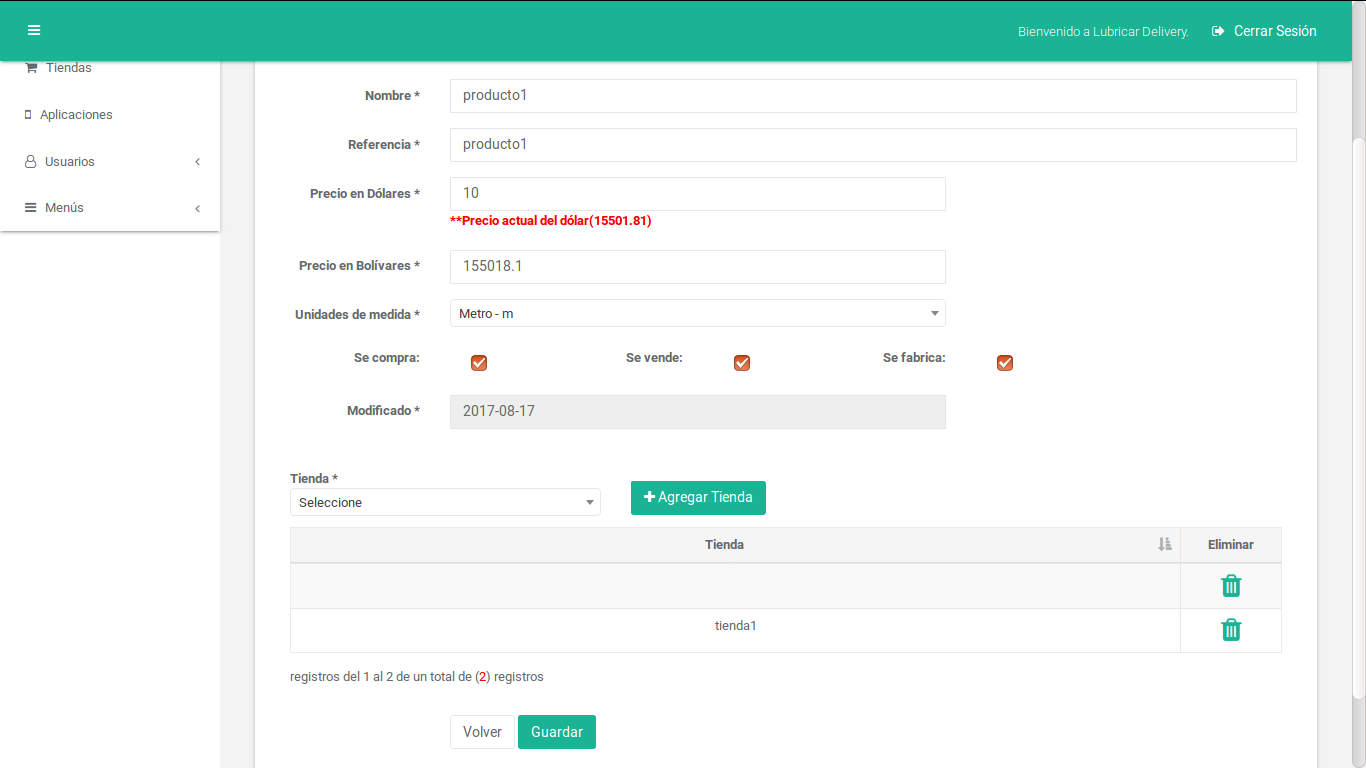 Bienvenido a Lubricar Delivery. Cerrar Sesión
Tiendas
Aplicaciones
Usuarios
Menús
Nombre * producto1
Referencia * producto1
Precio en Dólares * 10
**Precio actual del dólar(15501.81)
Precio en Bolívares * 155018.1
Unidades de medida * Metro - m
Se compra: Se vende: Se fabrica:
Modificado * 2017-08-17
Tienda *
Seleccione Agregar Tienda
Tienda Eliminar
tienda1
registros del 1 al 2 de un total de (2) registros
Volver Guardar